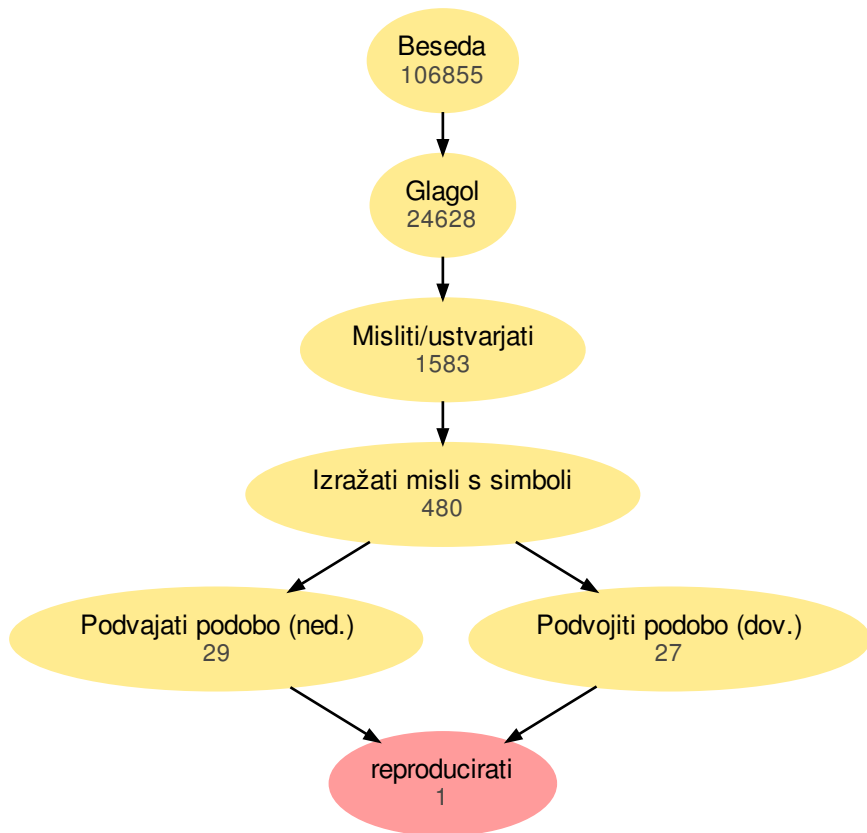 Beseda
106855
Glagol
24628
Misliti/ustvarjati
1583
Izražati misli s simboli
480
Podvajati podobo (ned.)
29
Podvojiti podobo (dov.)
27
reproducirati
1